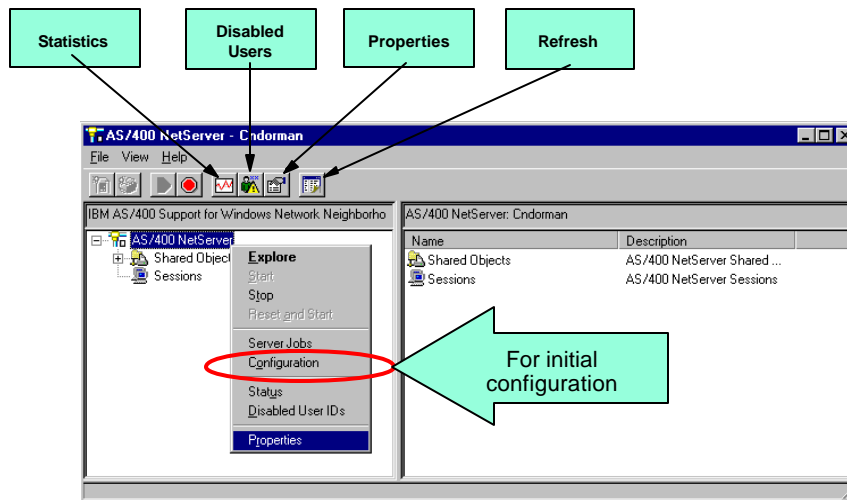 Statistics
Disabled
Users
Properties
Refresh
AS/400 NetServer - Cndorman
File View Help
IBM AS/400 Support for Windows Network Neighborho
AS/400 NetServer: Cndorman
AS/400 NetServer
Shared Object
Sessions
Explore
Start
Stop
Reset and Start
Server Jobs
Configuration
Status
Disabled User IDs
Properties
Name Description
Shared Objects AS/400 NetServer Shared ...
Sessions AS/400 NetServer Sessions
For initial
configuration